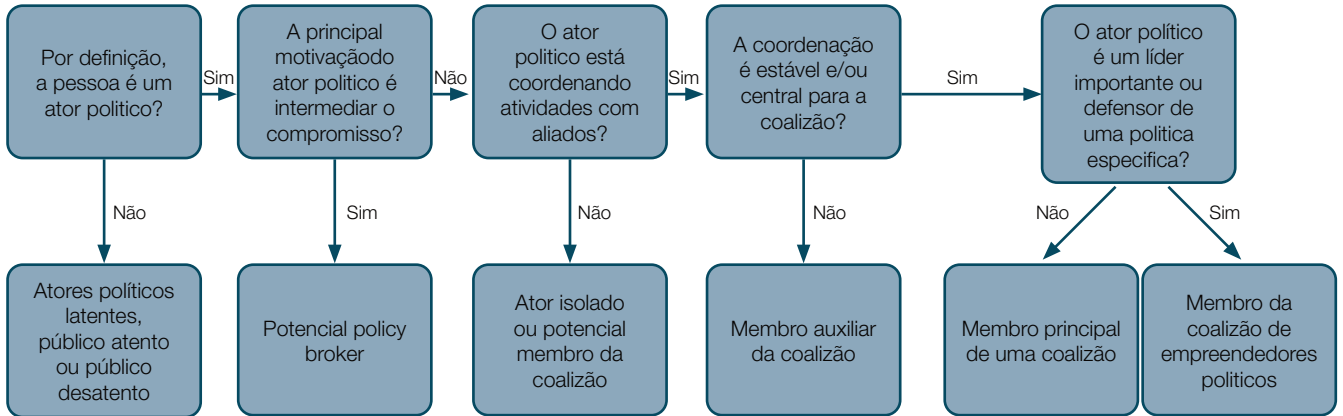 Por definição,
a pessoa é um
ator politico?
Sim
A principal
motivaçãodo
ator politico é
intermediar o
compromisso?
Não
O ator
politico está
coordenando
atividades com
aliados?
Sim
A coordenação
é estável e/ou
central para a
coalizão?
Sim
O ator político
é um líder
importante ou
defensor de
uma politica
especifica?
Não
Sim
Não
Não
Não
Sim
Atores políticos
latentes,
público atento
ou público
desatento
Potencial policy
broker
Ator isolado
ou potencial
membro da
coalizão
Membro auxiliar
da coalizão
Membro principal
de uma coalizão
Membro da
coalizão de
empreendedores
politicos